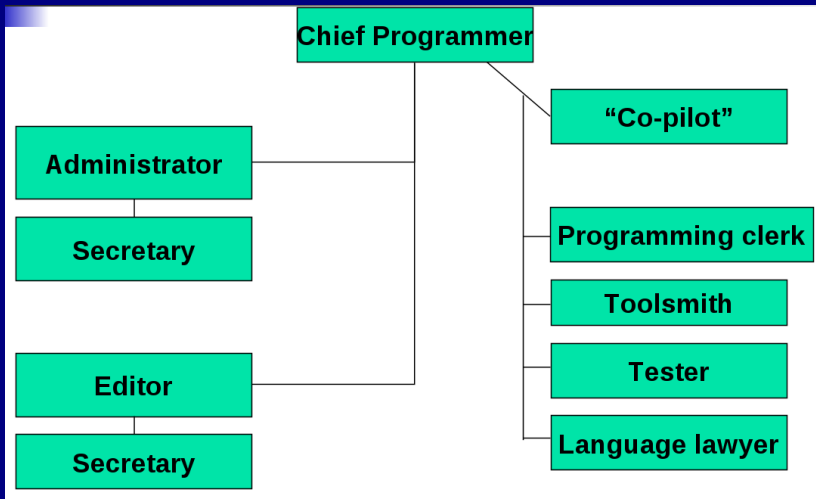 Chief Programmer
“Co-pilot”
Administrator
Secretary
Programming clerk
Toolsmith
Editor
Tester
Secretary
Language lawyer